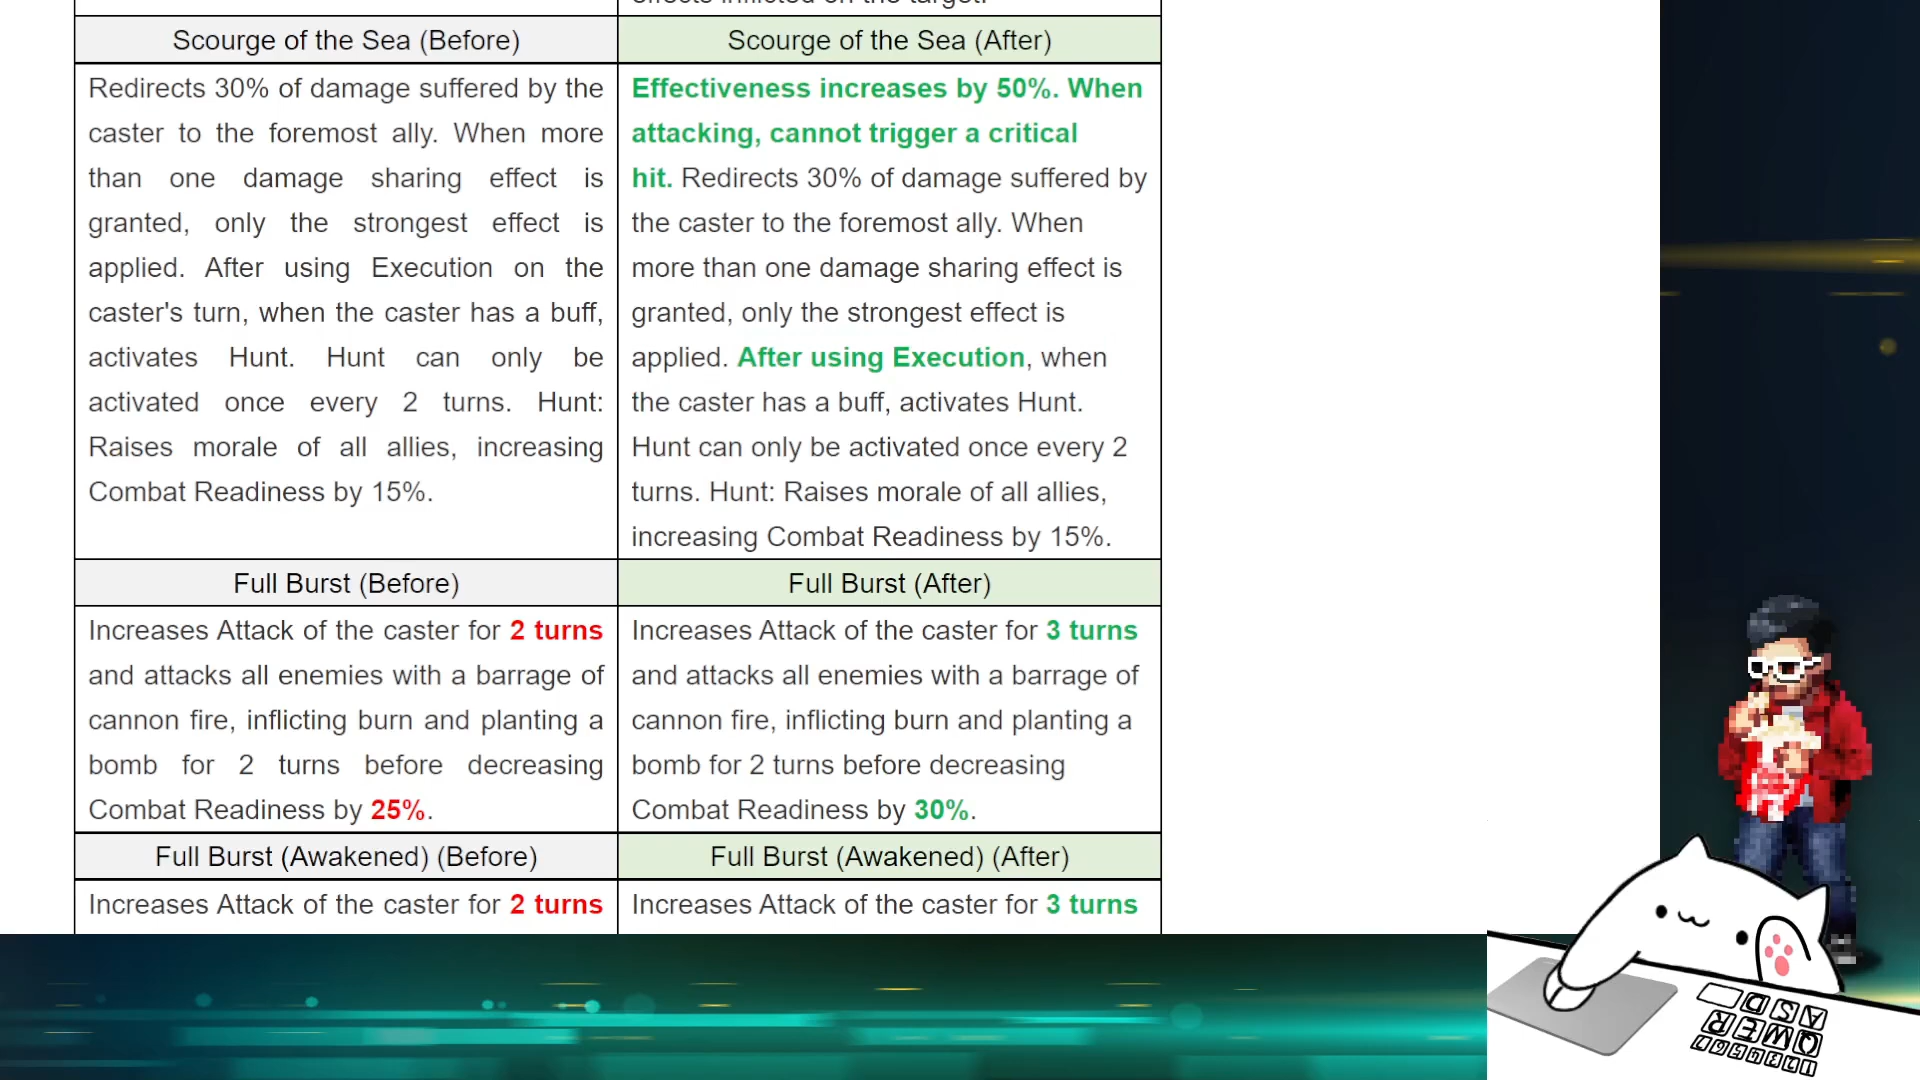 effects inflicted on the target.
Scourge of the Sea (Before)
Scourge of the Sea (After)
Redirects 30% of damage suffered by the
caster to the foremost ally. When more
than one damage sharing effect is
granted, only the strongest effect is
applied. After using Execution on the
caster's turn, when the caster has a buff,
activates Hunt. Hunt can only be
activated once every 2 turns. Hunt:
Raises morale of all allies, increasing
Combat Readiness by 15%.
Effectiveness increases by 50%. When
attacking, cannot trigger a critical
hit. Redirects 30% of damage suffered by
the caster to the foremost ally. When
more than one damage sharing effect is
granted, only the strongest effect is
applied. After using Execution, when
the caster has a buff, activates Hunt.
Hunt can only be activated once every 2
turns. Hunt: Raises morale of all allies,
increasing Combat Readiness by 15%.
Full Burst (Before)
Full Burst (After)
Increases Attack of the caster for 2 turns
and attacks all enemies with a barrage of
cannon fire, inflicting burn and planting a
bomb for 2 turns before decreasing
Combat Readiness by 25%.
Increases Attack of the caster for 3 turns
and attacks all enemies with a barrage of
cannon fire, inflicting burn and planting a
bomb for 2 turns before decreasing
Combat Readiness by 30%.
Full Burst (Awakened) (Before)
Full Burst (Awakened) (After)
Increases Attack of the caster for 2 turns
Increases Attack of the caster for 3 turns
A S D
Q W E R
1 2 3 4 5 6 7